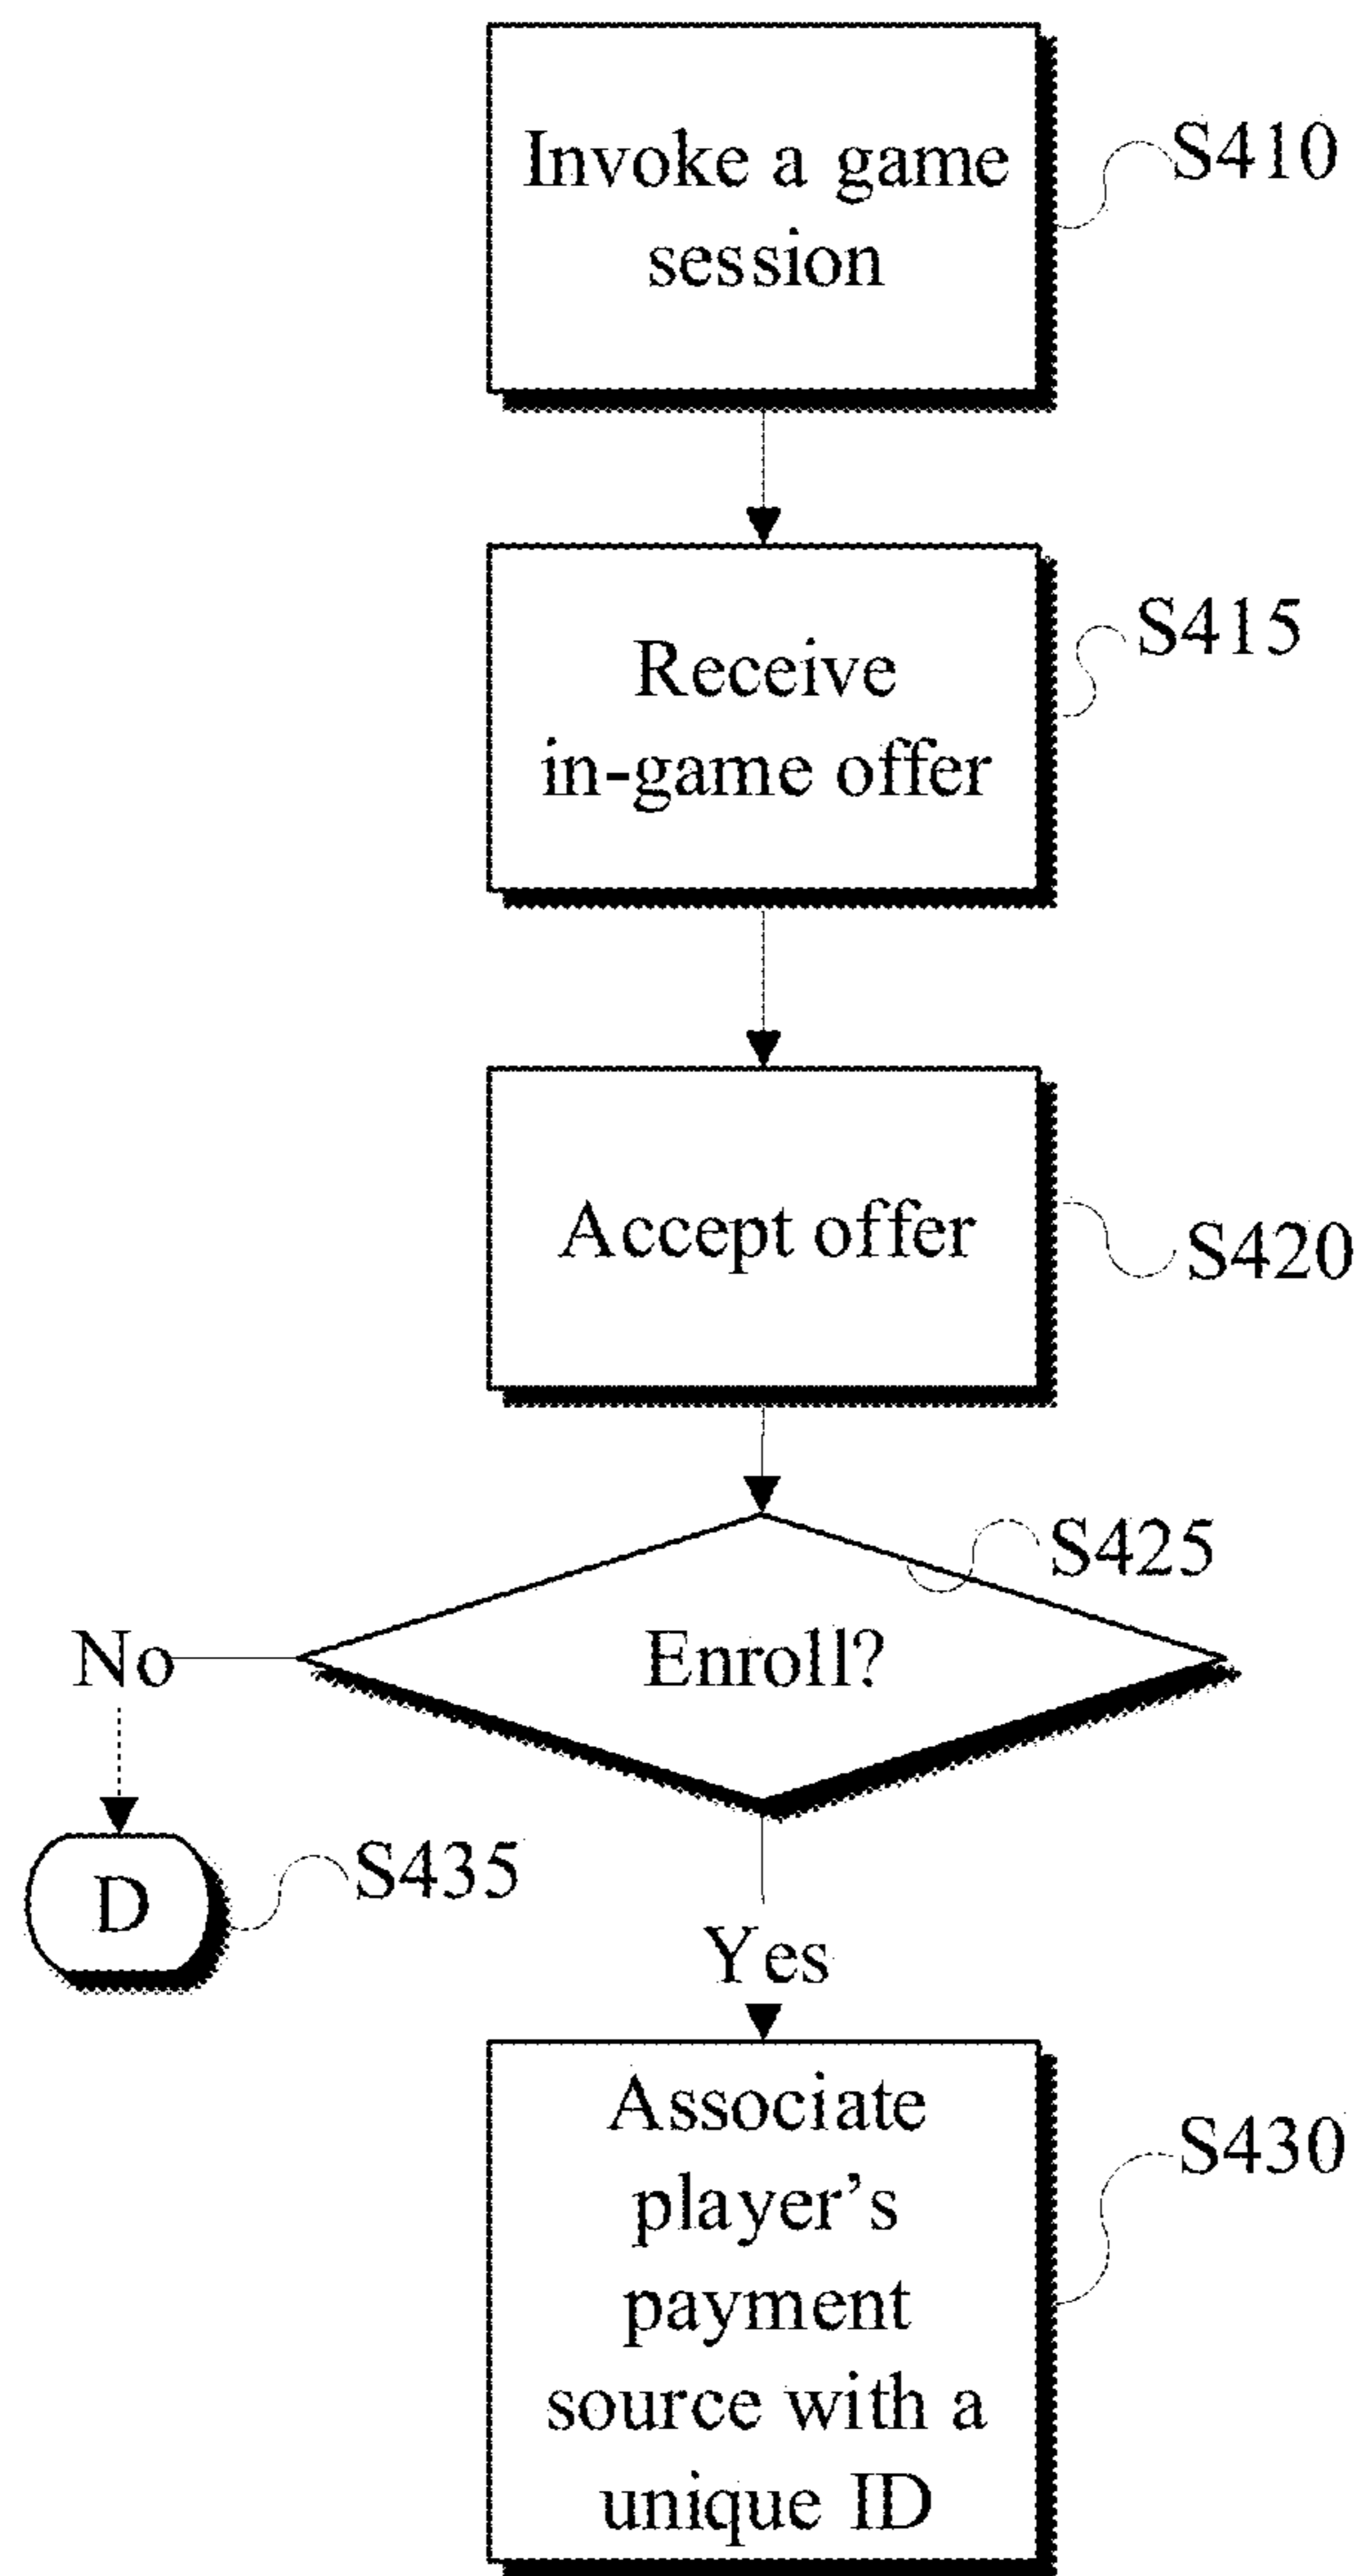 Invoke a game
session
S410
Receive
in-game offer
S415
Accept offer
S420
S425
Enroll?
No
D
S435
Yes
Associate
player’s
payment
source with a
unique ID
S430